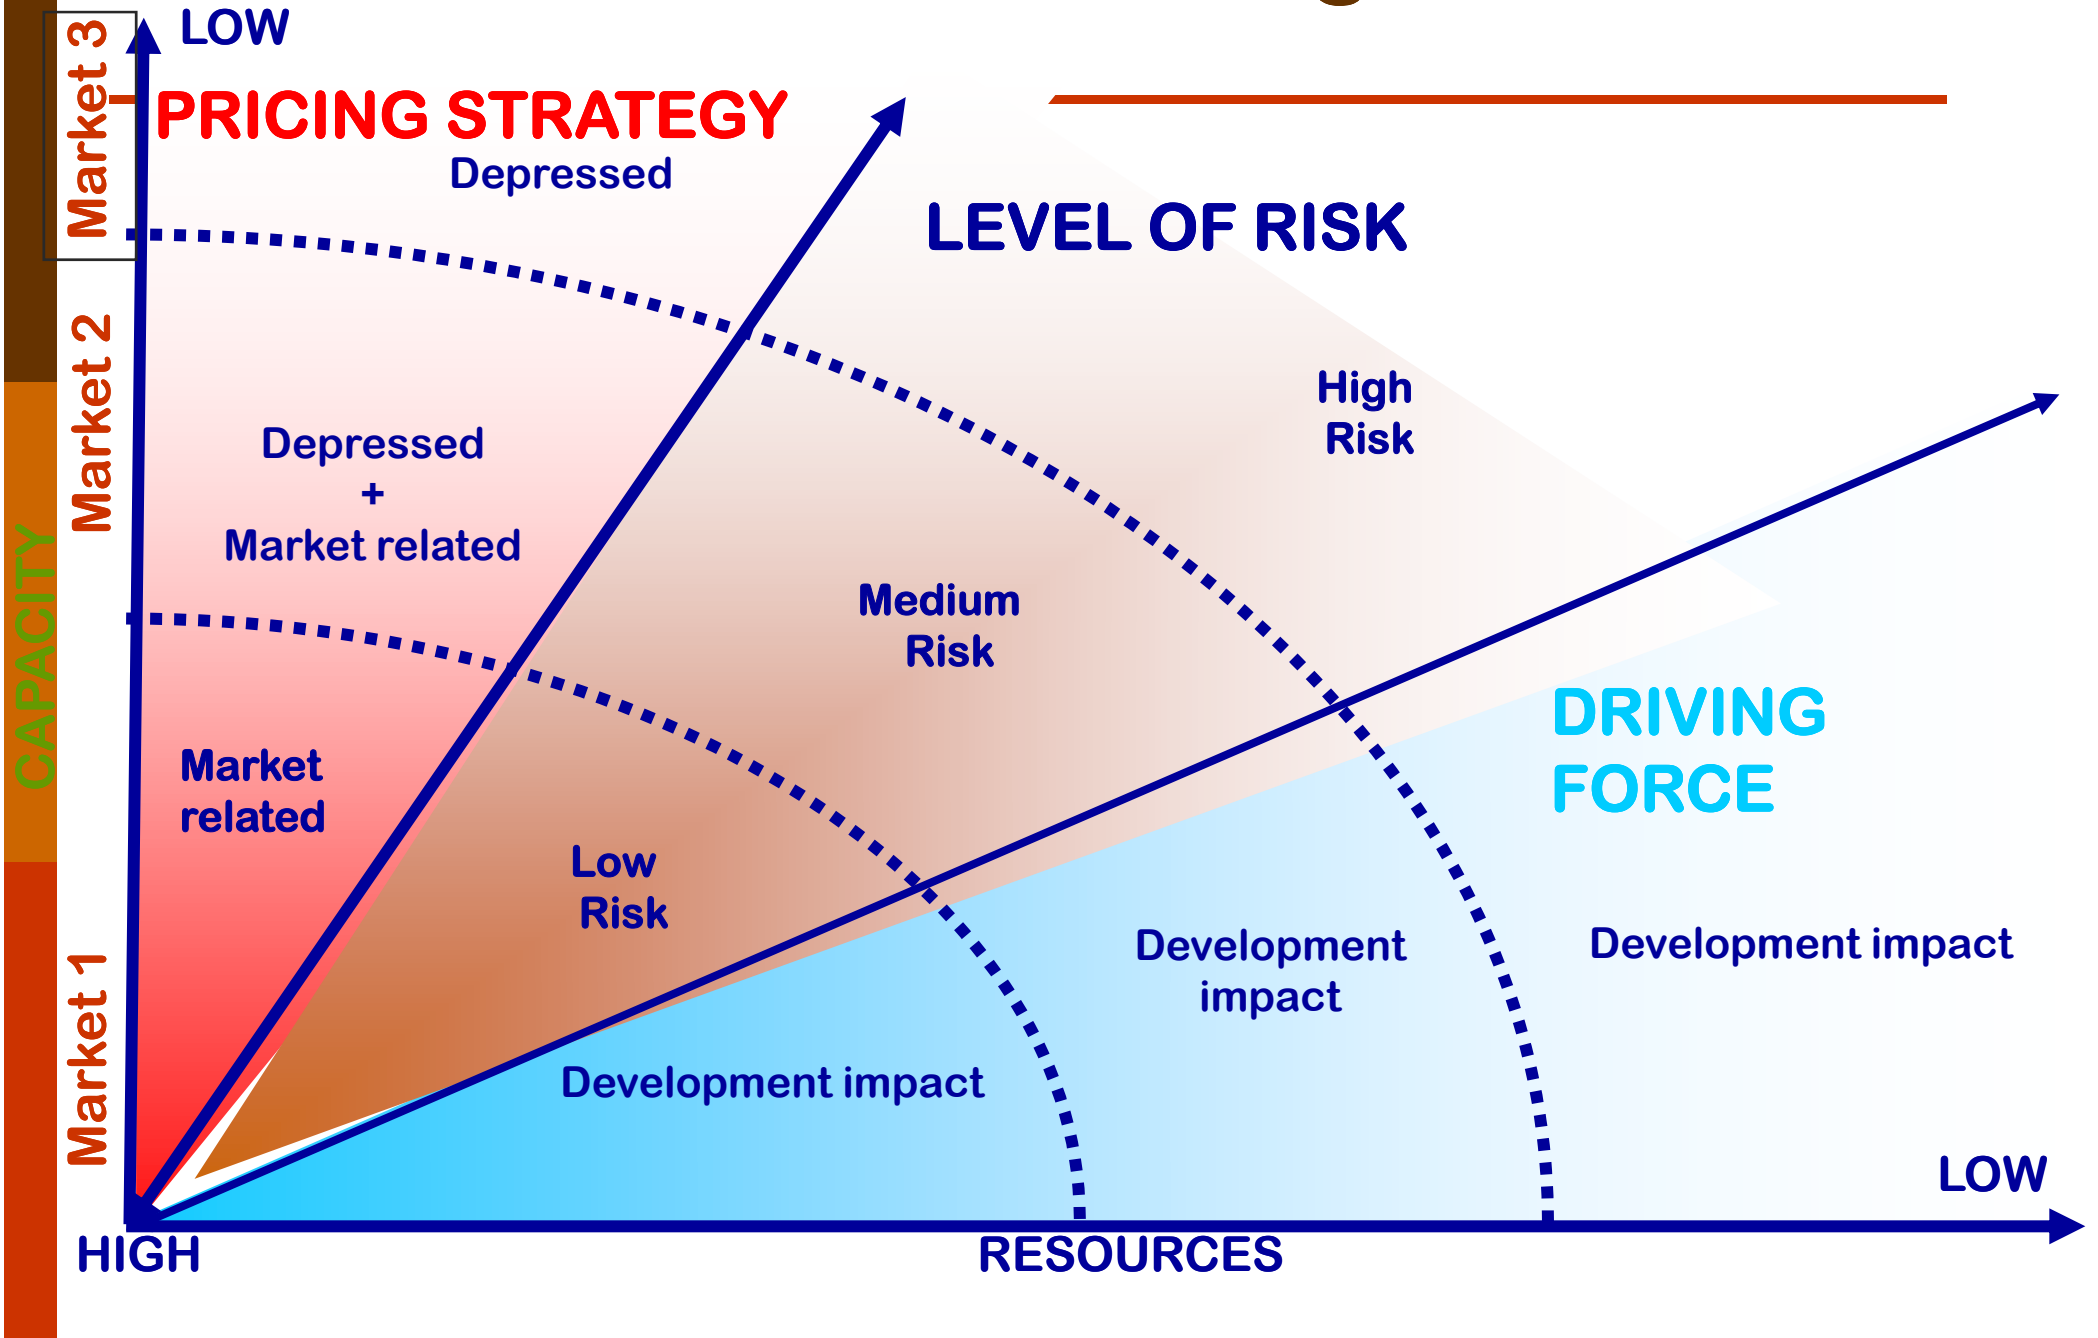 LOW
Market 3
PRICING STRATEGY
Depressed
LEVEL OF RISK
Market 2
High
Risk
Depressed
+
Market related
CAPACITY
Medium
Risk
DRIVING
FORCE
Market
related
Low
Risk
Market 1
Development
impact
Development impact
Development impact
LOW
HIGH
RESOURCES